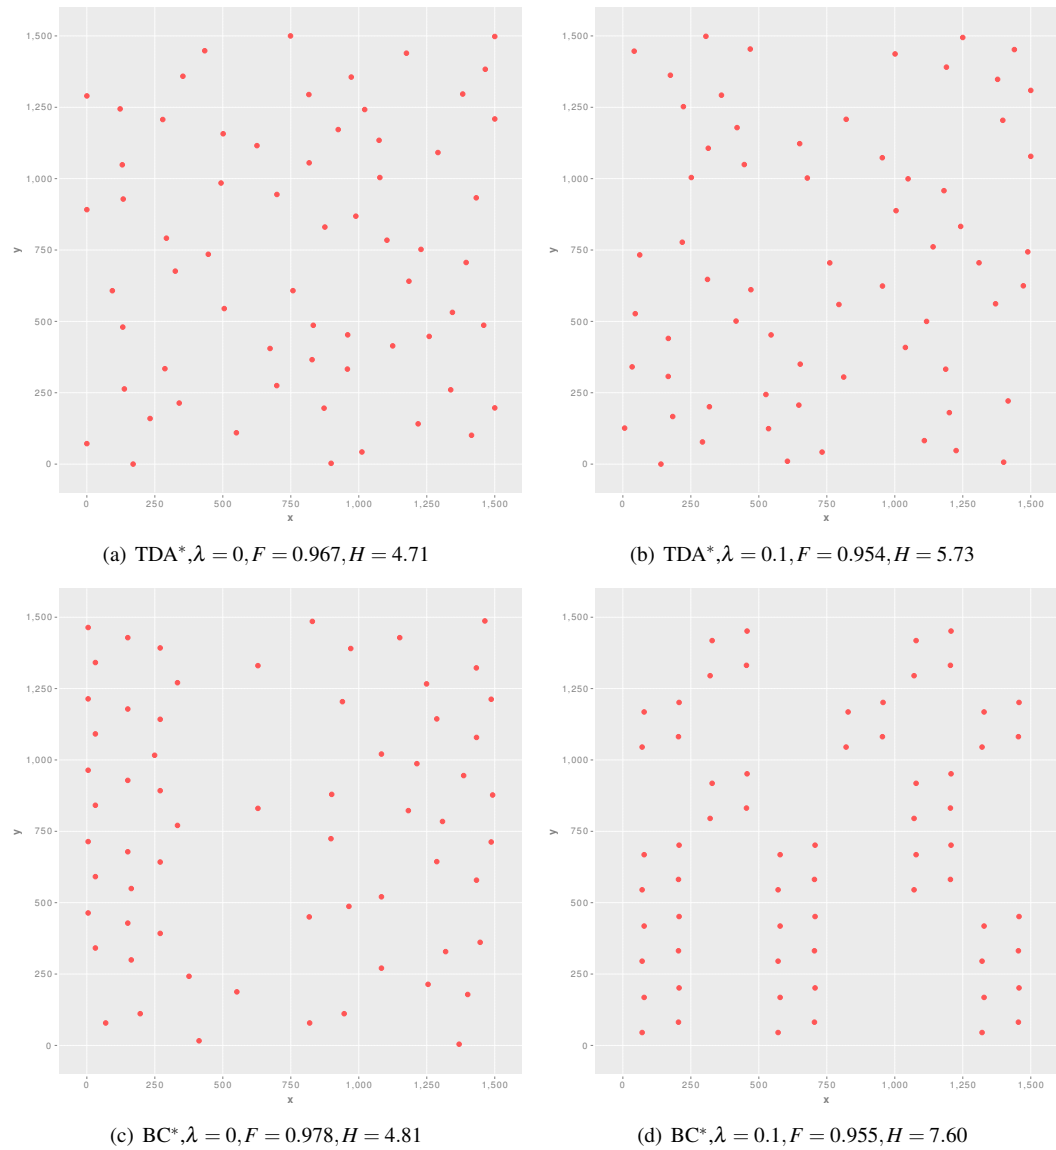 1,500
1,250
1,000
750
500
250
0
y
0 250 500 750 1,000 1,250 1,500
x
(a) TDA*,λ = 0, F = 0.967, H = 4.71
1,500
1,250
1,000
750
500
250
0
y
0 250 500 750 1,000 1,250 1,500
x
(b) TDA*,λ = 0.1, F = 0.954, H = 5.73
1,500
1,250
1,000
750
500
250
0
y
0 250 500 750 1,000 1,250 1,500
x
(c) BC*,λ = 0, F = 0.978, H = 4.81
1,500
1,250
1,000
750
500
250
0
y
0 250 500 750 1,000 1,250 1,500
x
(d) BC*,λ = 0.1, F = 0.955, H = 7.60